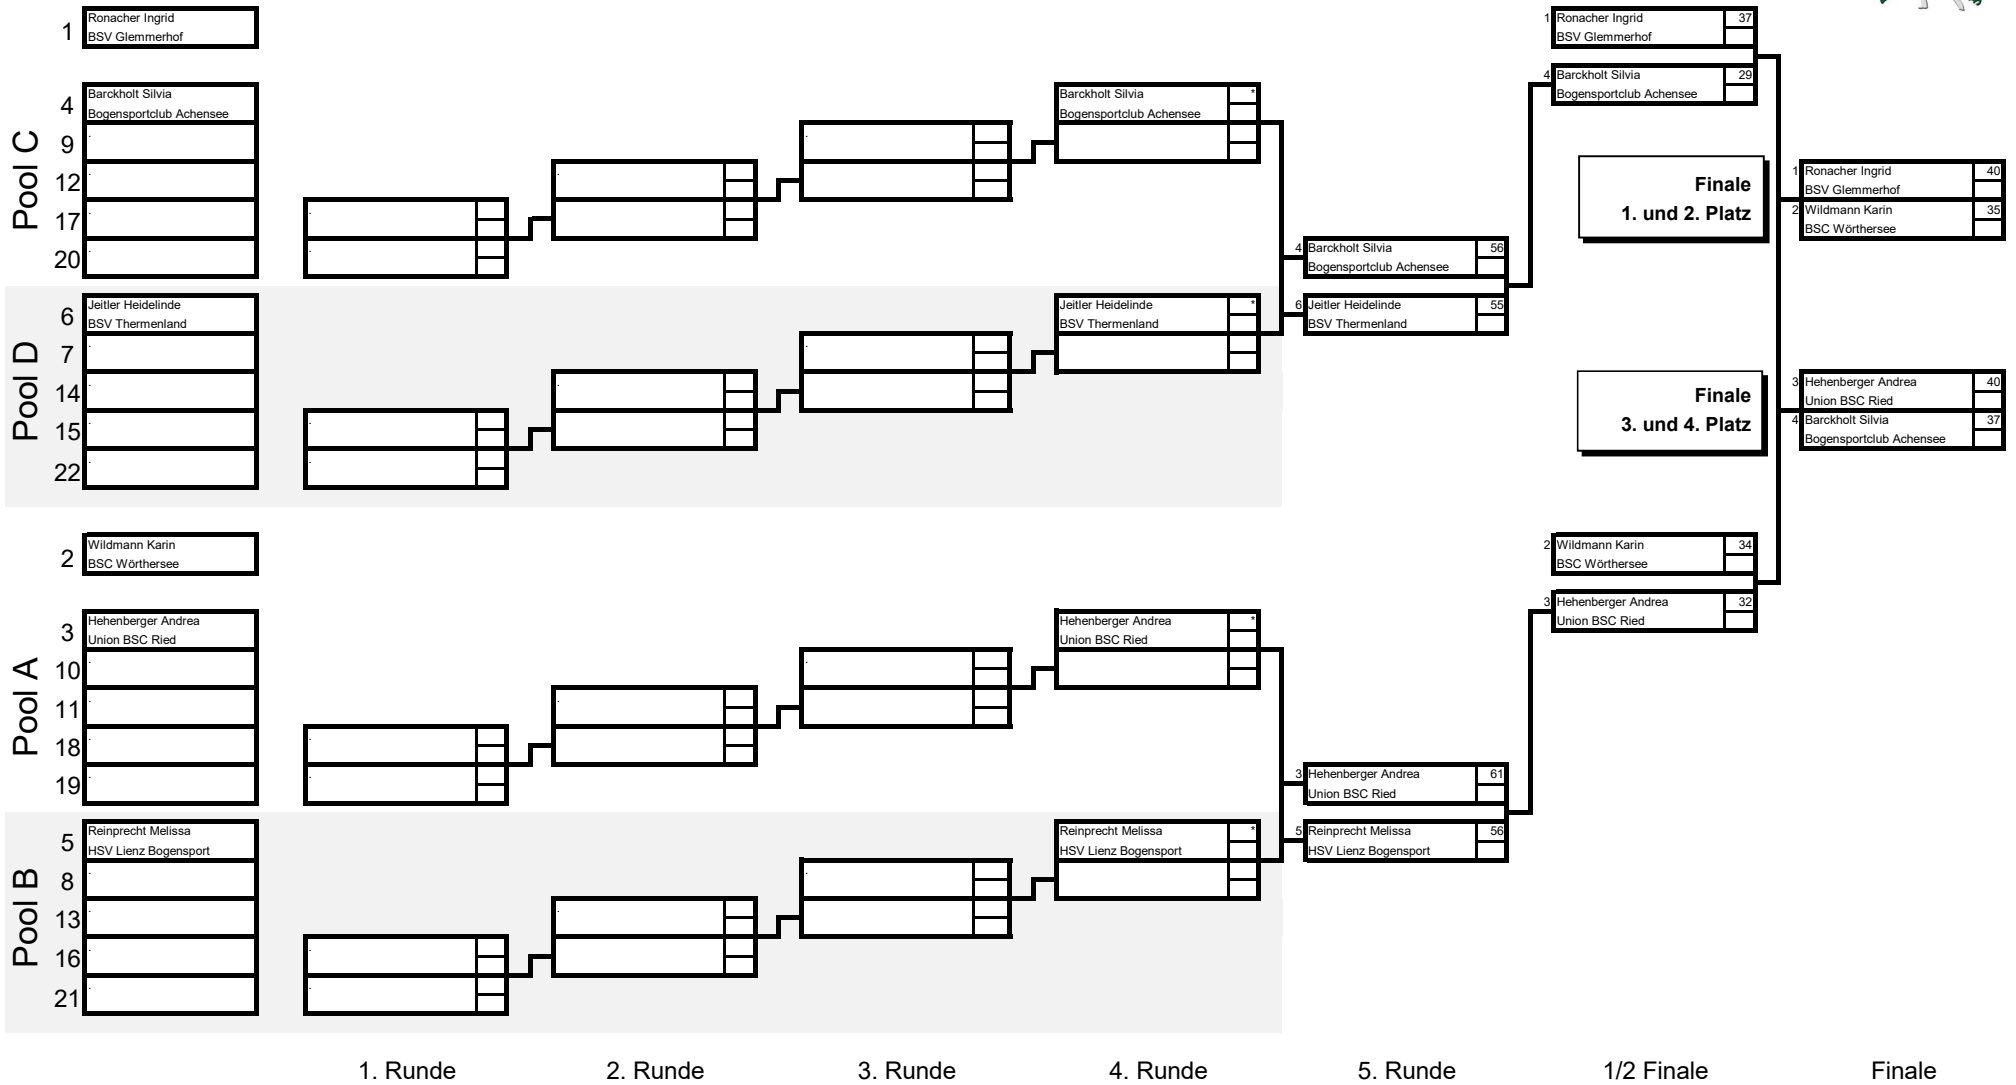 1
Ronacher Ingrid
BSV Glemmerhof
Pool C
4
Barckholt Silvia
Bogensportclub Achensee
9
12
17
20
Pool D
6
Jeitler Heidelinde
BSV Thermenland
7
14
15
22
2
Wildmann Karin
BSC Wörthersee
Pool A
3
Hehenberger Andrea
Union BSC Ried
10
11
18
19
Pool B
5
Reinprecht Melissa
HSV Lienz Bogensport
8
13
16
21
Barckholt Silvia *
Bogensportclub Achensee
Jeitler Heidelinde *
BSV Thermenland
Hehenberger Andrea *
Union BSC Ried
Reinprecht Melissa *
HSV Lienz Bogensport
4 Barckholt Silvia 56
Bogensportclub Achensee
6 Jeitler Heidelinde 55
BSV Thermenland
3 Hehenberger Andrea 61
Union BSC Ried
5 Reinprecht Melissa 56
HSV Lienz Bogensport
1 Ronacher Ingrid 37
BSV Glemmerhof
4 Barckholt Silvia 29
Bogensportclub Achensee
Finale
1. und 2. Platz
Finale
3. und 4. Platz
2 Wildmann Karin 34
BSC Wörthersee
3 Hehenberger Andrea 32
Union BSC Ried
1 Ronacher Ingrid 40
BSV Glemmerhof
2 Wildmann Karin 35
BSC Wörthersee
3 Hehenberger Andrea 40
Union BSC Ried
4 Barckholt Silvia 37
Bogensportclub Achensee
1. Runde
2. Runde
3. Runde
4. Runde
5. Runde
1/2 Finale
Finale